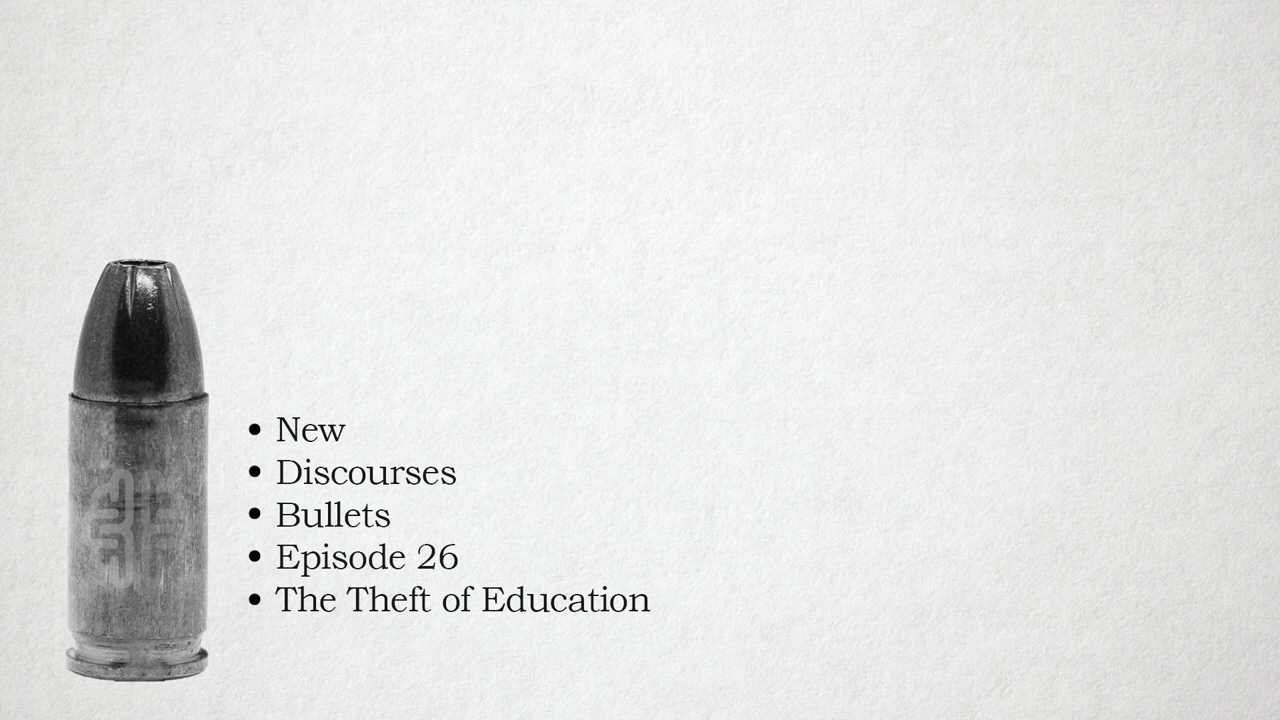 • New
• Discourses
• Bullets
• Episode 26
• The Theft of Education